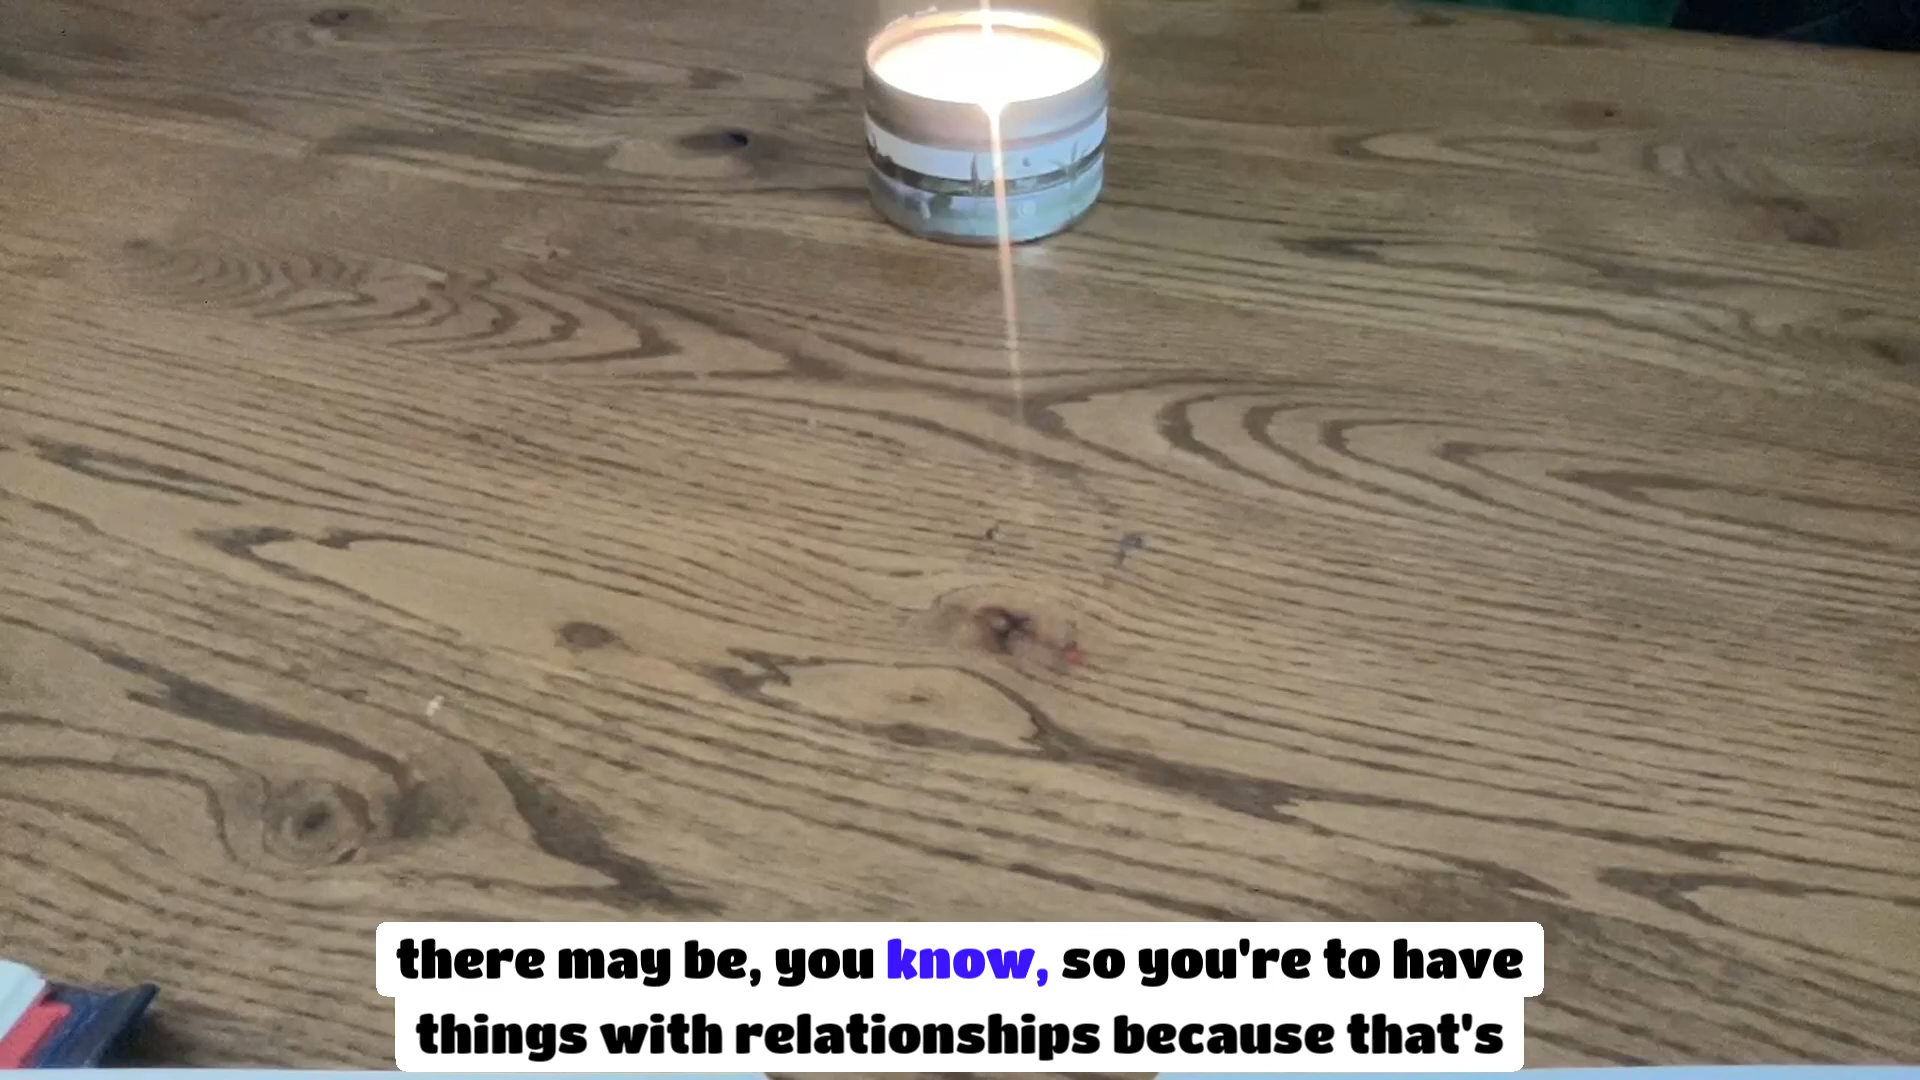 there may be, you know, so you're to have
things with relationships because that's